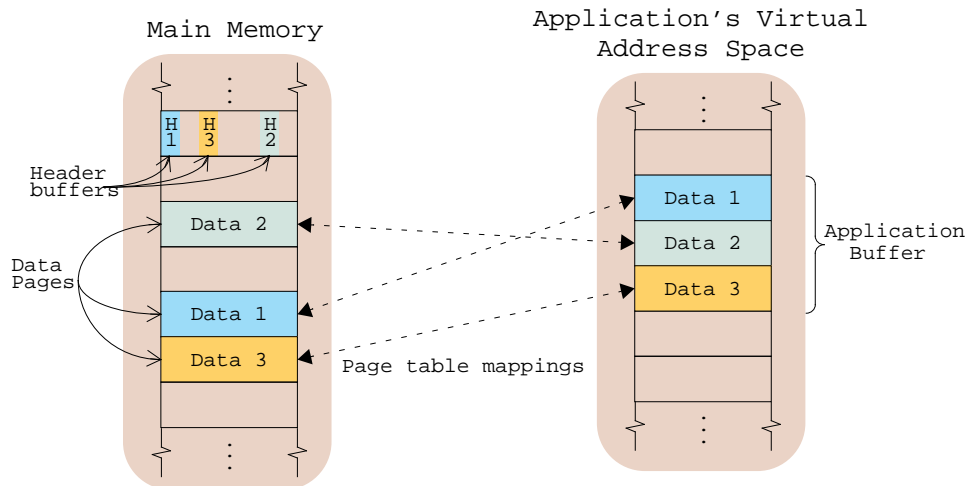 Main Memory
Application's Virtual
Address Space
H
1
H
3
H
2
Header
buffers
Data 2
Data
Pages
Data 1
Data 3
Page table mappings
Data 1
Data 2
Data 3
Application
Buffer